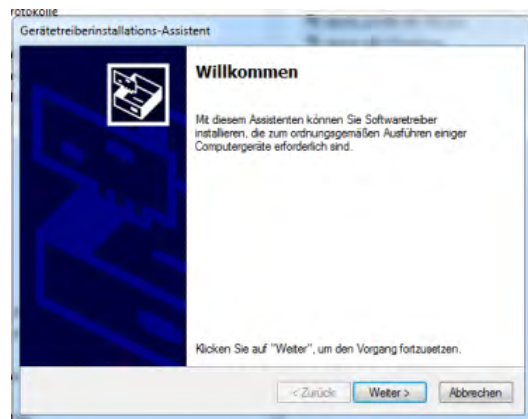 rotokolle
Gerätetreiberinstallations-Assistent
Willkommen
Mit diesem Assistenten können Sie Softwaretreiber
installieren, die zum ordnungsgemäßen Ausführen einiger
Computergeräte erforderlich sind.
Klicken Sie auf "Weiter", um den Vorgang fortzusetzen.
< Zurück Weiter > Abbrechen